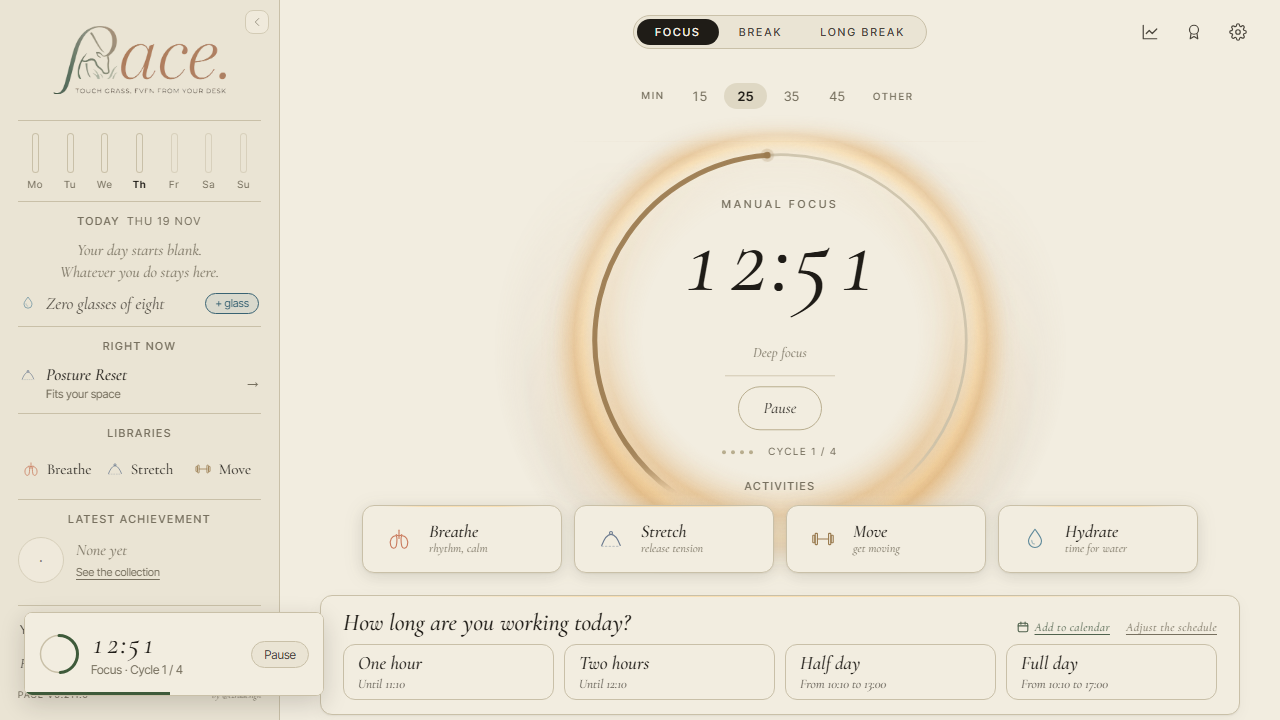 Pace.
TOUCH GRASS. EVEN FROM YOUR DESK
Mo Tu We Th Fr Sa Su
TODAY THU 19 NOV
Your day starts blank.
Whatever you do stays here.
Zero glasses of eight
+ glass
RIGHT NOW
Posture Reset
Fits your space
→
LIBRARIES
Breathe Stretch Move
LATEST ACHIEVEMENT
None yet
See the collection
12:51
Focus · Cycle 1 / 4
Pause
FOCUS BREAK LONG BREAK
MIN 15 25 35 45 OTHER
MANUAL FOCUS
12:51
Deep focus
Pause
CYCLE 1 / 4
ACTIVITIES
Breathe
rhythm, calm
Stretch
release tension
Move
get moving
Hydrate
time for water
How long are you working today?
Add to calendar
Adjust the schedule
One hour
Until 11:10
Two hours
Until 12:10
Half day
From 10:10 to 13:00
Full day
From 10:10 to 17:00